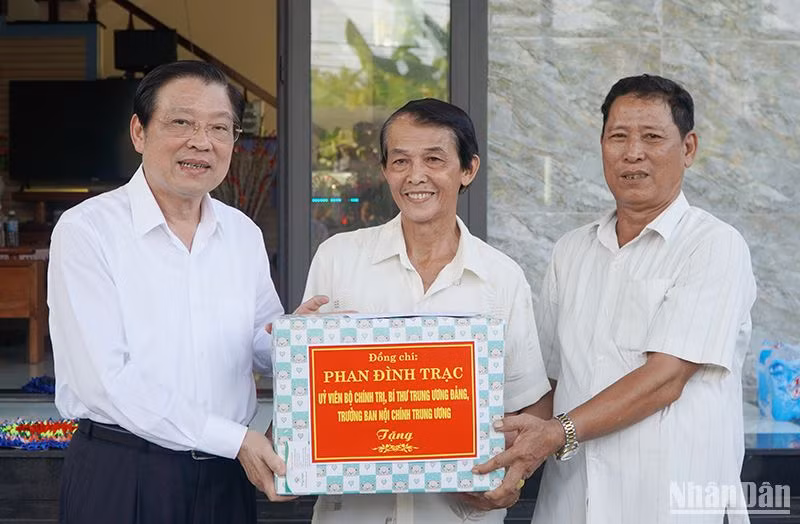 Đồng chí:
PHAN ĐÌNH TRẠC
UỶ VIÊN BỘ CHÍNH TRỊ, BÍ THƯ TRUNG ƯƠNG ĐẢNG,
TRƯỞNG BAN NỘI CHÍNH TRUNG ƯƠNG
Tặng
NhânDân